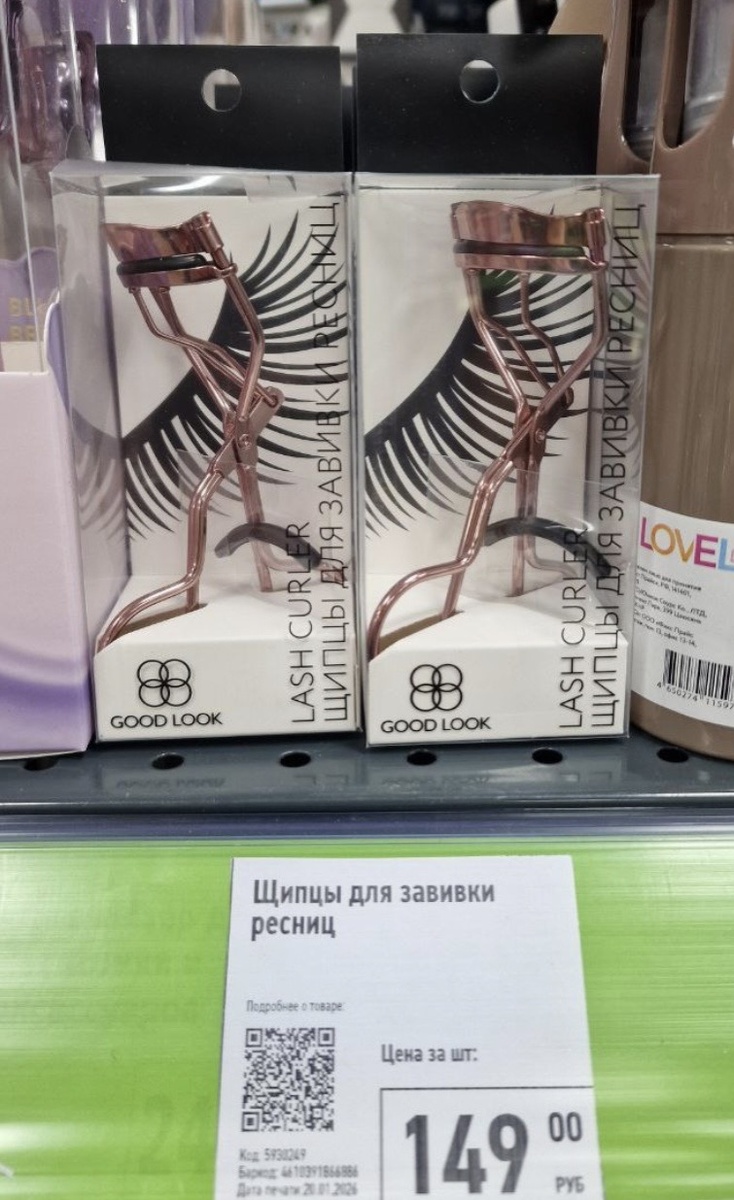 LASH CURLER
ЩИПЦЫ ДЛЯ ЗАВИВКИ РЕСНИЦ
GOOD LOOK
LASH CURLER
ЩИПЦЫ ДЛЯ ЗАВИВКИ РЕСНИЦ
GOOD LOOK
LOVEL
Щипцы для завивки
ресниц
Подробнее о товаре:
Цена за шт:
149 00
РУБ
Код: 5930249
Баркод: 4610391866886
Дата печати: 20.01.2026